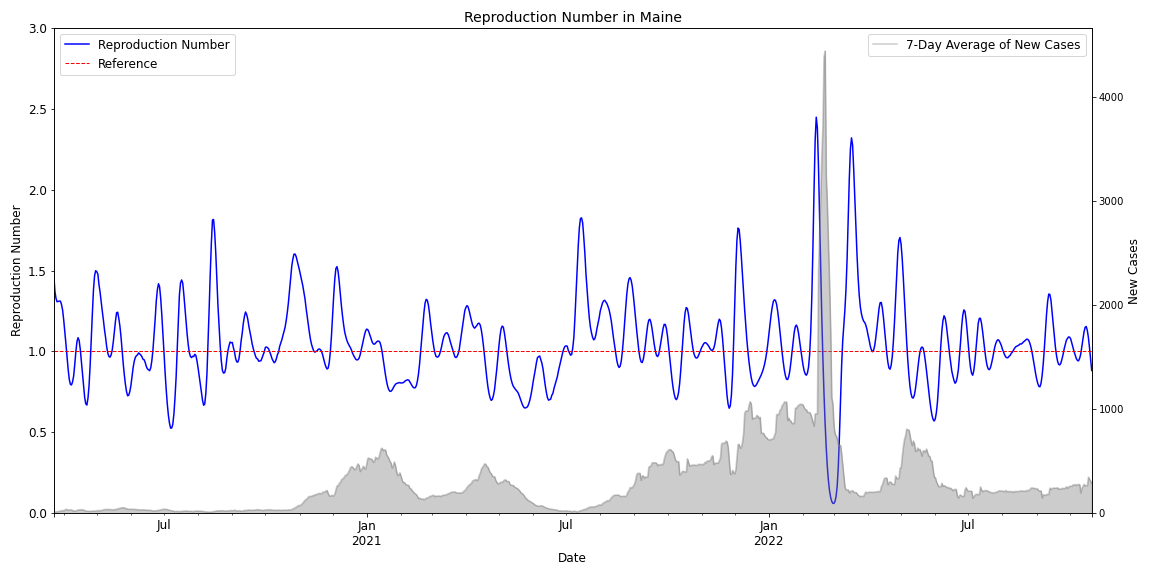 Reproduction Number in Maine
Reproduction Number
Reference
7-Day Average of New Cases
3.0
2.5
2.0
1.5
1.0
0.5
0.0
Reproduction Number
4000
3000
2000
1000
0
New Cases
Jul
Jan
2021
Jul
Jan
2022
Jul
Date